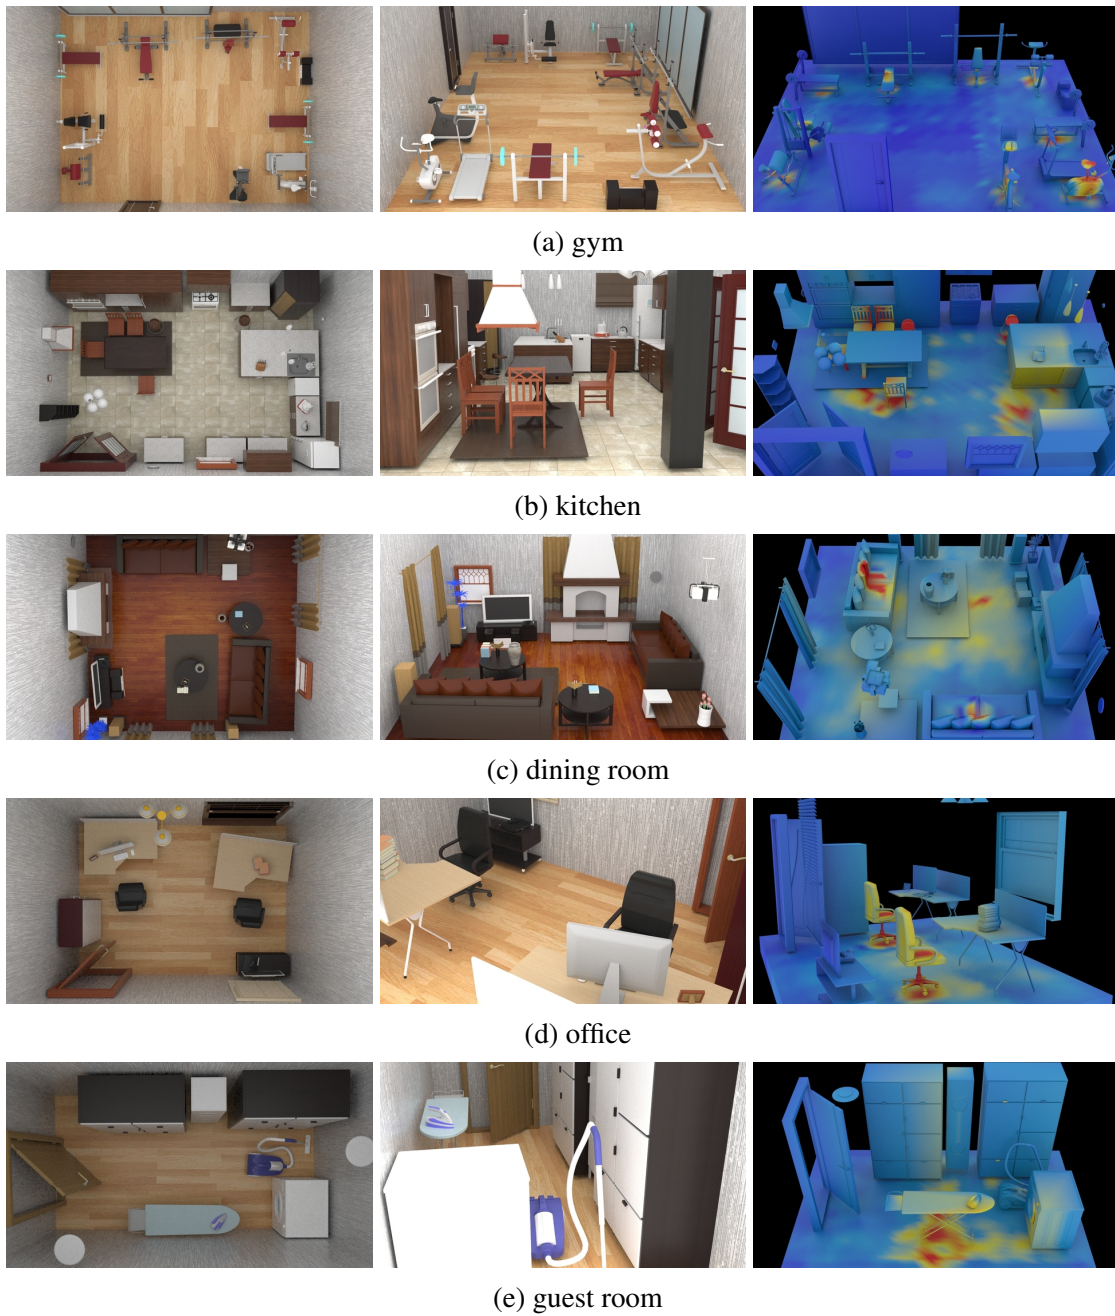 (a) gym
(b) kitchen
(c) dining room
(d) office
(e) guest room